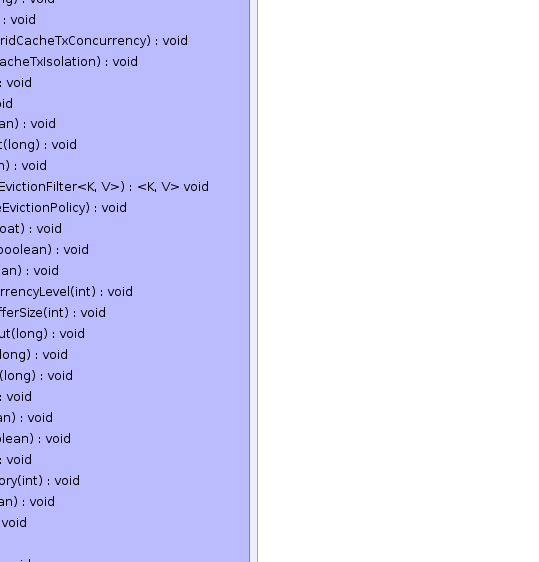 ng) : void
: void
ridCacheTxConcurrency) : void
acheTxIsolation) : void
: void
oid
an) : void
t(long) : void
n) : void
EvictionFilter<K, V>) : <K, V> void
eEvictionPolicy) : void
oat) : void
boolean) : void
an) : void
rrencyLevel(int) : void
fferSize(int) : void
ut(long) : void
long) : void
(long) : void
: void
an) : void
olean) : void
: void
ory(int) : void
an) : void
void